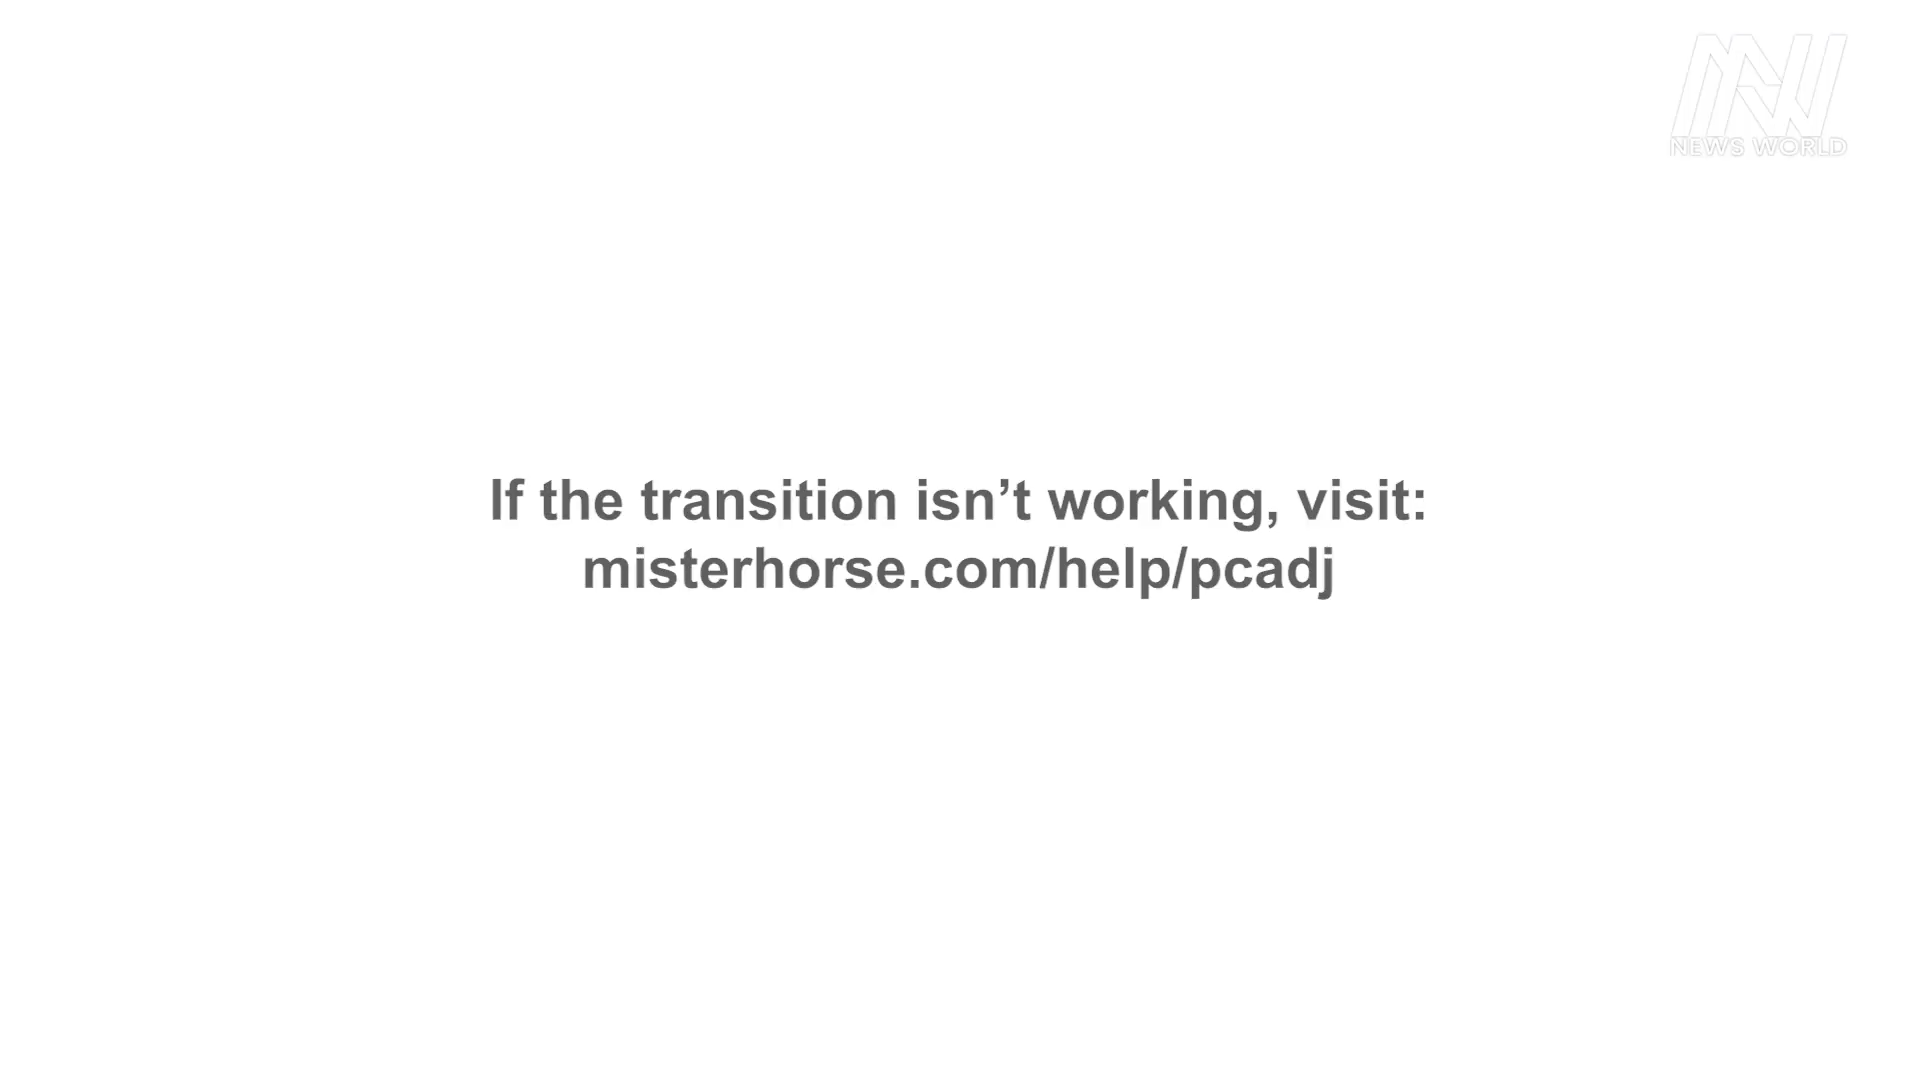 NEWS WORLD
If the transition isn’t working, visit:
misterhorse.com/help/pcadj